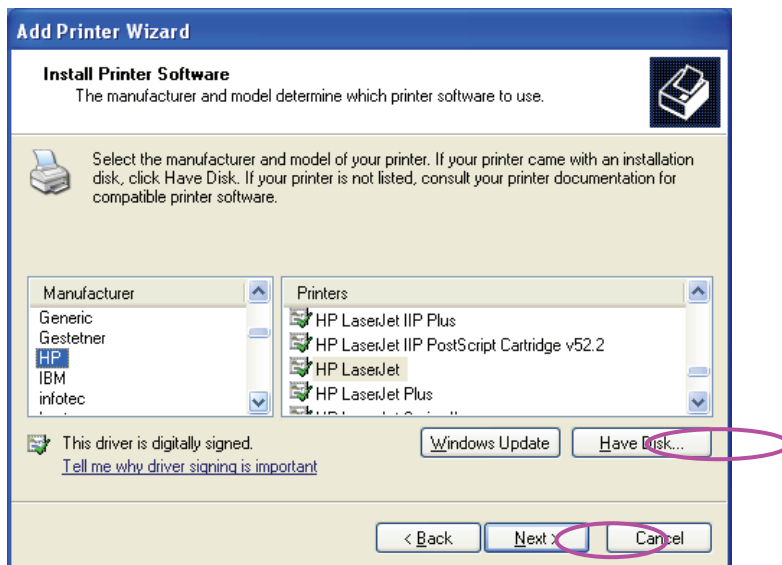 Add Printer Wizard
Install Printer Software
The manufacturer and model determine which printer software to use.
Select the manufacturer and model of your printer. If your printer came with an installation
disk, click Have Disk. If your printer is not listed, consult your printer documentation for
compatible printer software.
Manufacturer
Generic
Gestetner
HP
IBM
infotec
Printers
HP LaserJet IIP Plus
HP LaserJet IIP PostScript Cartridge v52.2
HP LaserJet
HP LaserJet Plus
This driver is digitally signed.
Tell me why driver signing is important
Windows Update
Have Disk...
< Back
Next >
Cancel